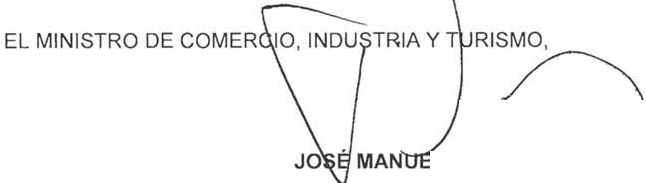 EL MINISTRO DE COMERCIO, INDUSTRIA Y TURISMO,
JOSÉ MANUE